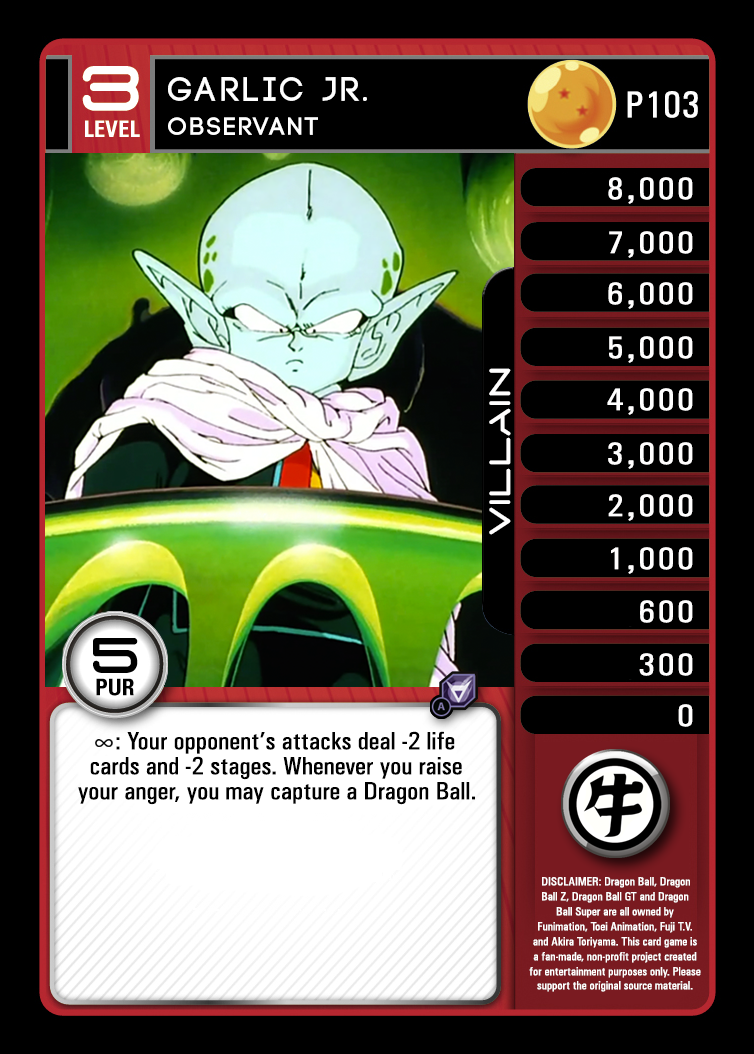 3
LEVEL
GARLIC JR.
OBSERVANT
P103
8,000
7,000
6,000
5,000
4,000
3,000
2,000
1,000
600
300
0
VILLAIN
5
PUR
A
∞: Your opponent's attacks deal -2 life
cards and -2 stages. Whenever you raise
your anger, you may capture a Dragon Ball.
牛
DISCLAIMER: Dragon Ball, Dragon
Ball Z, Dragon Ball GT and Dragon
Ball Super are all owned by
Funimation, Toei Animation, Fuji T.V.
and Akira Toriyama. This card game is
a fan-made, non-profit project created
for entertainment purposes only. Please
support the original source material.